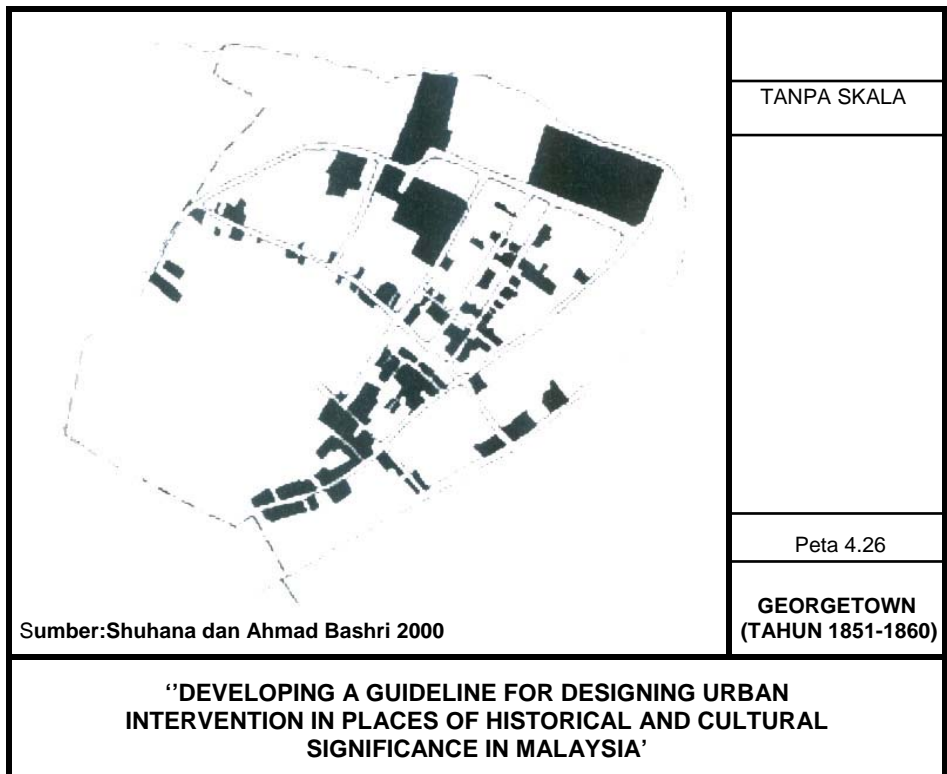 TANPA SKALA
Peta 4.26
GEORGETOWN
(TAHUN 1851-1860)
Sumber:Shuhana dan Ahmad Bashri 2000
‘’DEVELOPING A GUIDELINE FOR DESIGNING URBAN
INTERVENTION IN PLACES OF HISTORICAL AND CULTURAL
SIGNIFICANCE IN MALAYSIA’